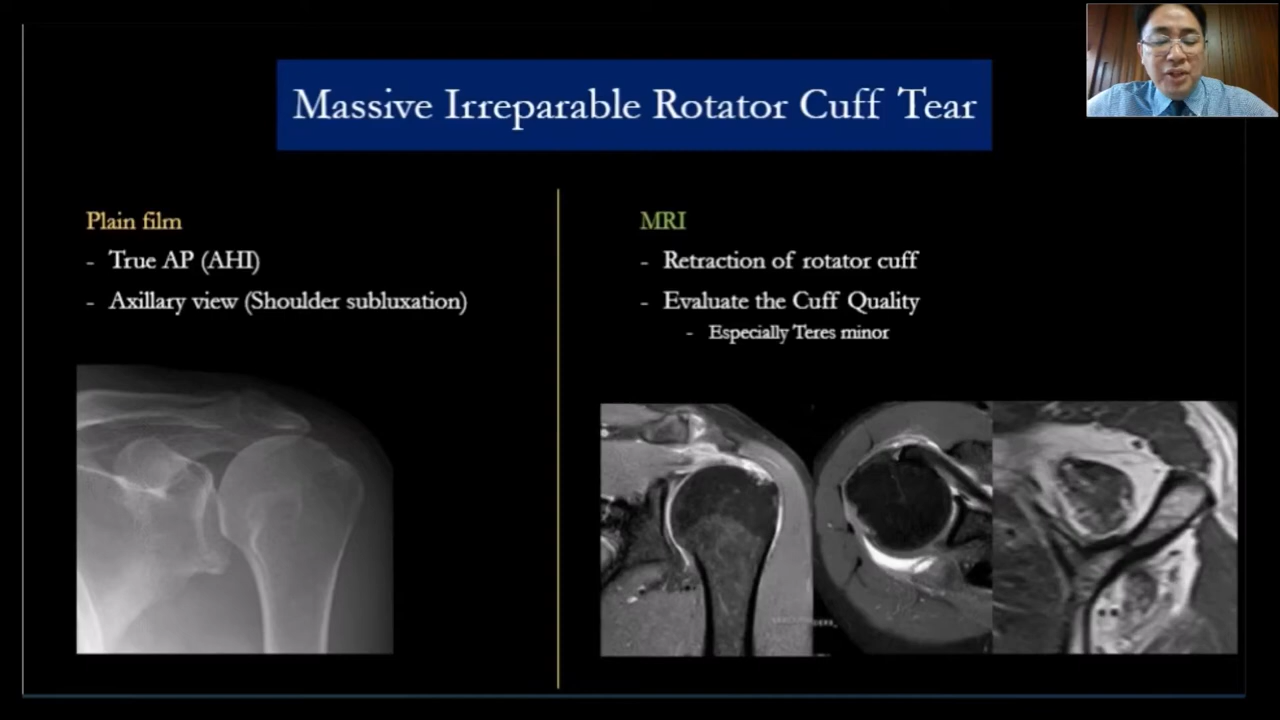 Massive Irreparable Rotator Cuff Tear
Plain film
- True AP (AHI)
- Axillary view (Shoulder subluxation)
MRI
- Retraction of rotator cuff
- Evaluate the Cuff Quality
- Especially Teres minor